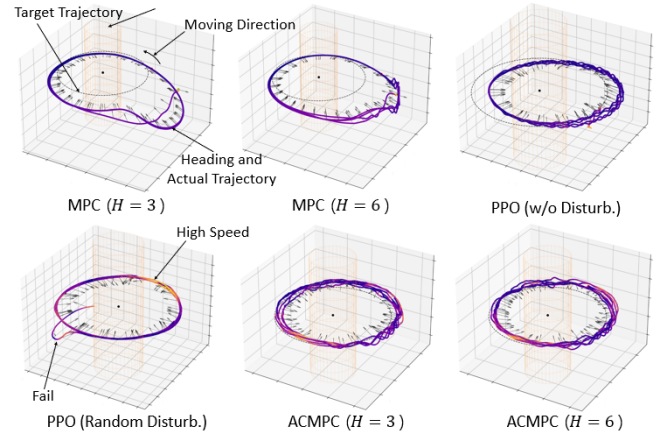 Target Trajectory
Moving Direction
Heading and
Actual Trajectory
MPC (H = 3)
MPC (H = 6)
PPO (w/o Disturb.)
High Speed
Fail
PPO (Random Disturb.)
ACMPC (H = 3)
ACMPC (H = 6)